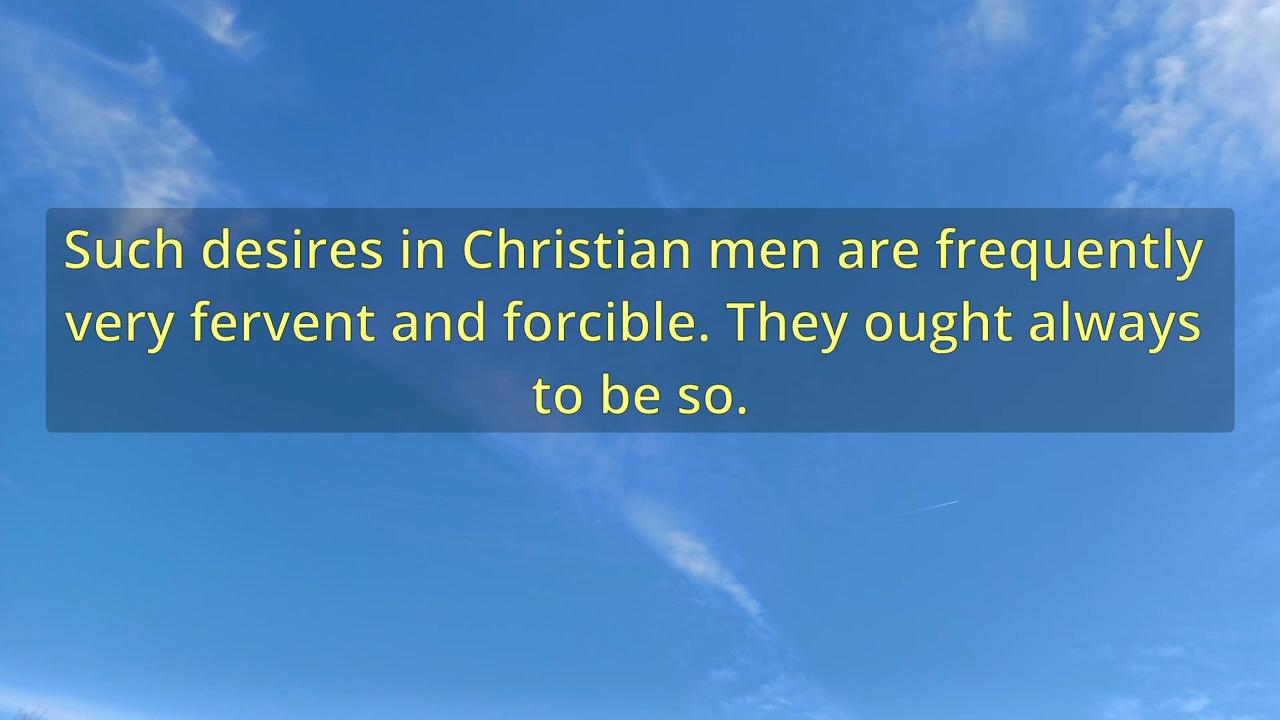 Such desires in Christian men are frequently
very fervent and forcible. They ought always
to be so.